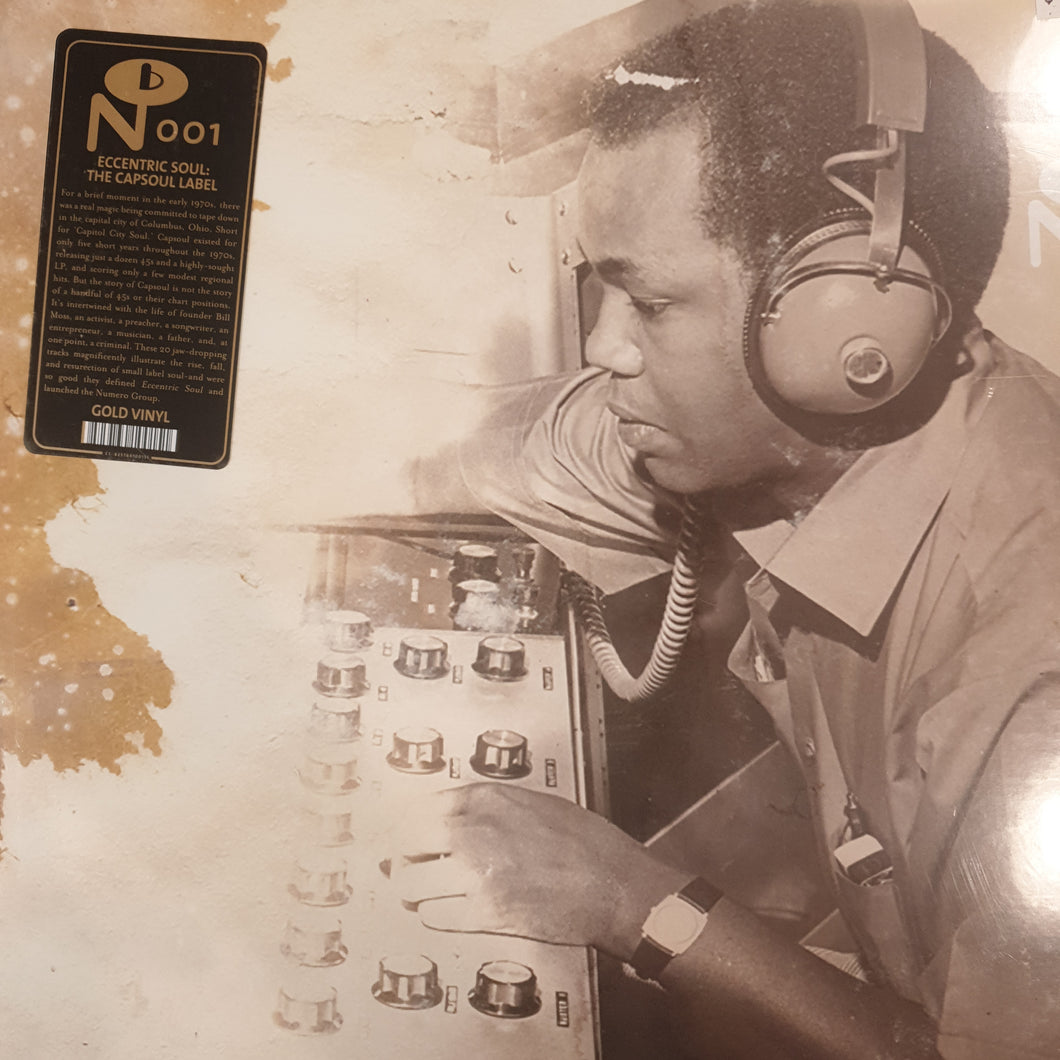 b
N 001
ECCENTRIC SOUL:
THE CAPSOUL LABEL
For a brief moment in the early 1970s, there
was a real magic being committed to tape down
in the capital city of Columbus, Ohio. Short
for 'Capitol City Soul,' Capsoul existed for
only five short years throughout the 1970s,
releasing just a dozen 45s and a highly-sought
LP, and scoring only a few modest regional
hits. But the story of Capsoul is not the story
of a handful of 45s or their chart positions.
It's intertwined with the life of founder Bill
Moss, an activist, a preacher, a songwriter, an
entrepreneur, a musician, a father, and, at
one point, a criminal. These 20 jaw-dropping
tracks magnificently illustrate the rise, fall,
and resurection of small label soul-and were
so good they defined Eccentric Soul and
launched the Numero Group.
GOLD VINYL